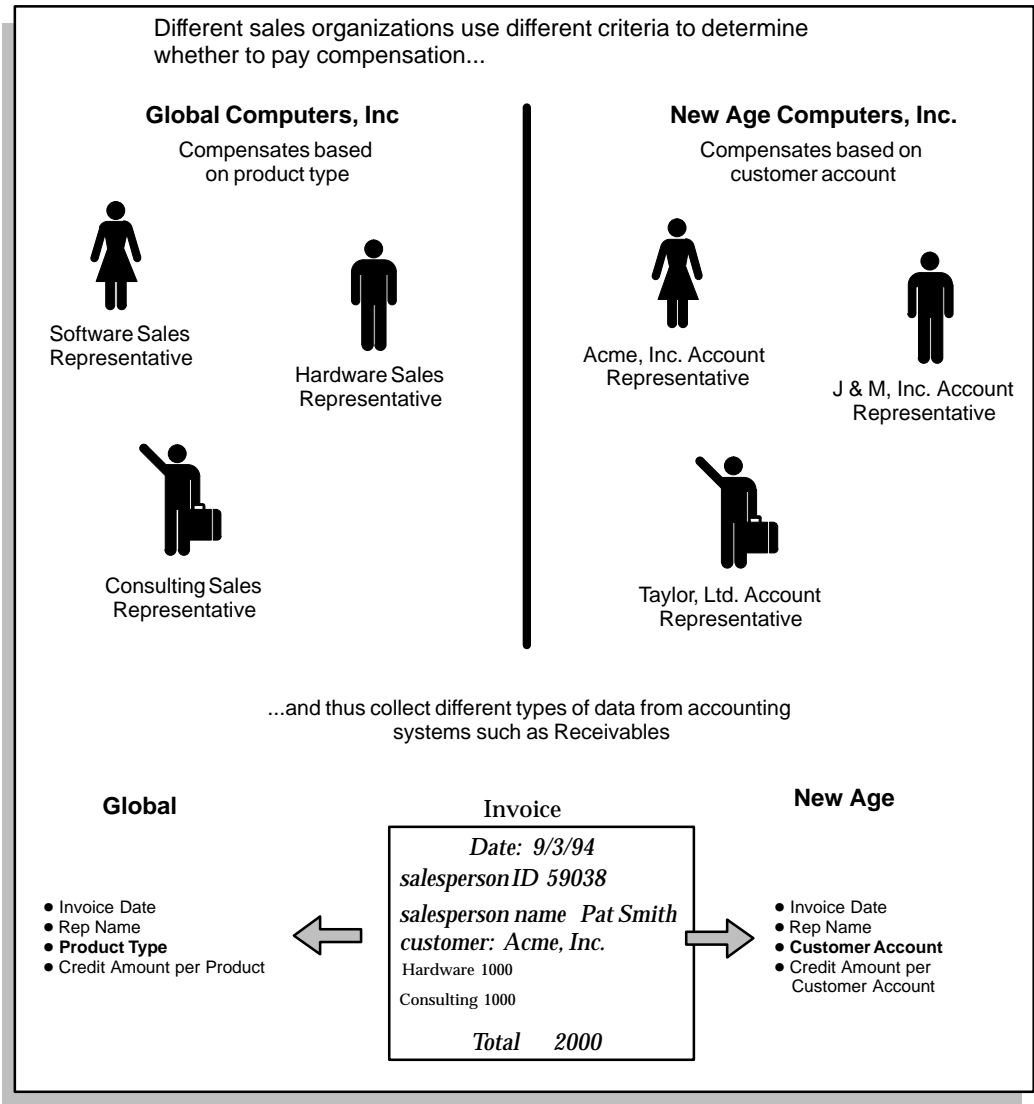 Different sales organizations use different criteria to determine
whether to pay compensation...
Global Computers, Inc
Compensates based
on product type
Software Sales
Representative
Hardware Sales
Representative
Consulting Sales
Representative
New Age Computers, Inc.
Compensates based on
customer account
Acme, Inc. Account
Representative
J & M, Inc. Account
Representative
Taylor, Ltd. Account
Representative
...and thus collect different types of data from accounting
systems such as Receivables
Global
● Invoice Date
● Rep Name
● Product Type
● Credit Amount per Product
Invoice
Date: 9/3/94
salesperson ID 59038
salesperson name Pat Smith
customer: Acme, Inc.
Hardware 1000
Consulting 1000
Total 2000
New Age
● Invoice Date
● Rep Name
● Customer Account
● Credit Amount per
Customer Account